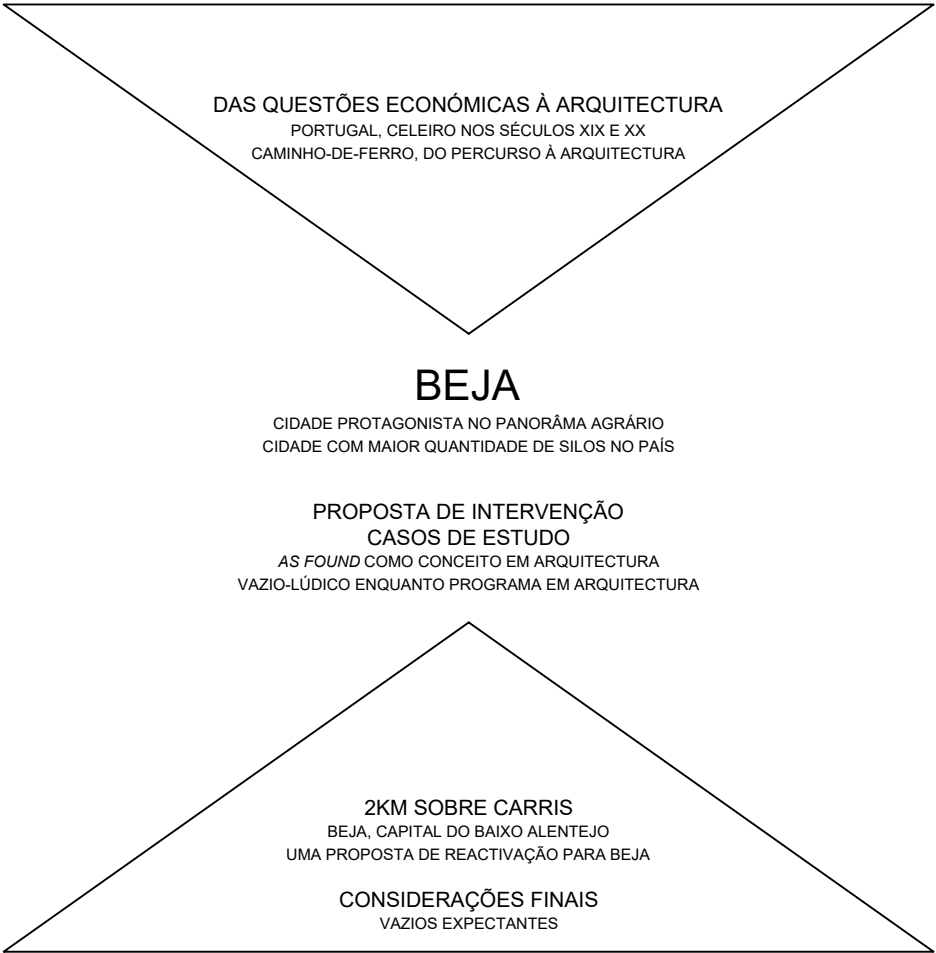 DAS QUESTÕES ECONÓMICAS À ARQUITECTURA
PORTUGAL, CELEIRO NOS SÉCULOS XIX E XX
CAMINHO-DE-FERRO, DO PERCURSO À ARQUITECTURA
BEJA
CIDADE PROTAGONISTA NO PANORÂMA AGRÁRIO
CIDADE COM MAIOR QUANTIDADE DE SILOS NO PAÍS
PROPOSTA DE INTERVENÇÃO
CASOS DE ESTUDO
AS FOUND COMO CONCEITO EM ARQUITECTURA
VAZIO-LÚDICO ENQUANTO PROGRAMA EM ARQUITECTURA
2KM SOBRE CARRIS
BEJA, CAPITAL DO BAIXO ALENTEJO
UMA PROPOSTA DE REACTIVAÇÃO PARA BEJA
CONSIDERAÇÕES FINAIS
VAZIOS EXPECTANTES